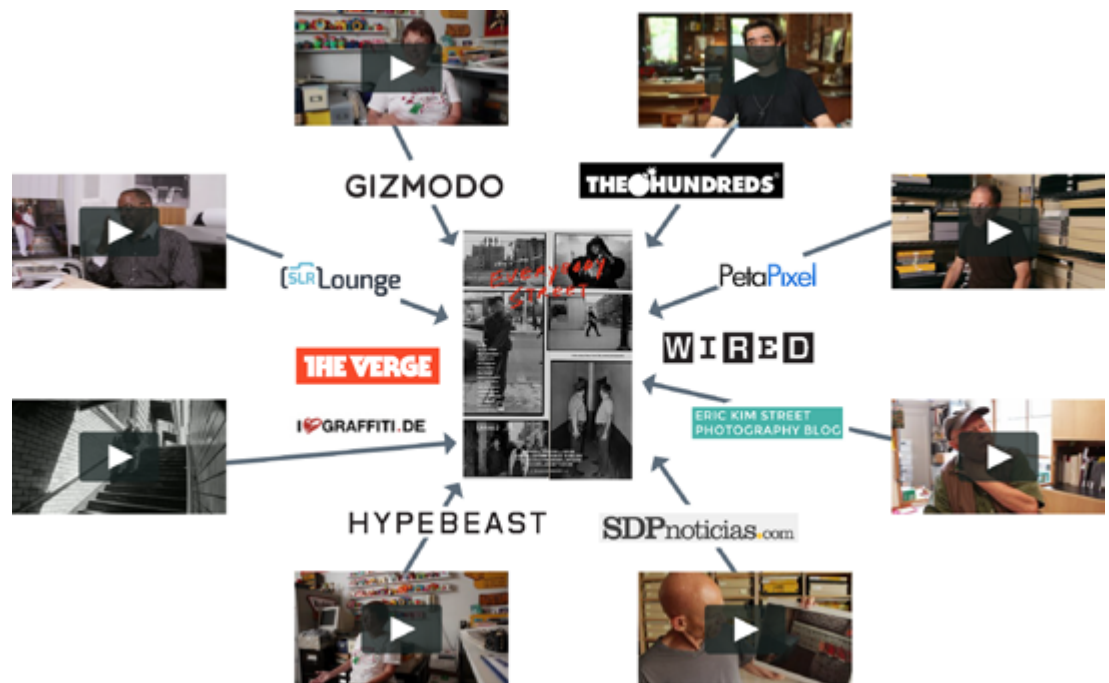 GIZMODO
THE HUNDREDS®
SLR Lounge
PetaPixel
EVERYBODY
STREET
THE VERGE
WIRED
I GRAFFITI.DE
ERIC KIM STREET
PHOTOGRAPHY BLOG
HYPEBEAST
SDPnoticias.com